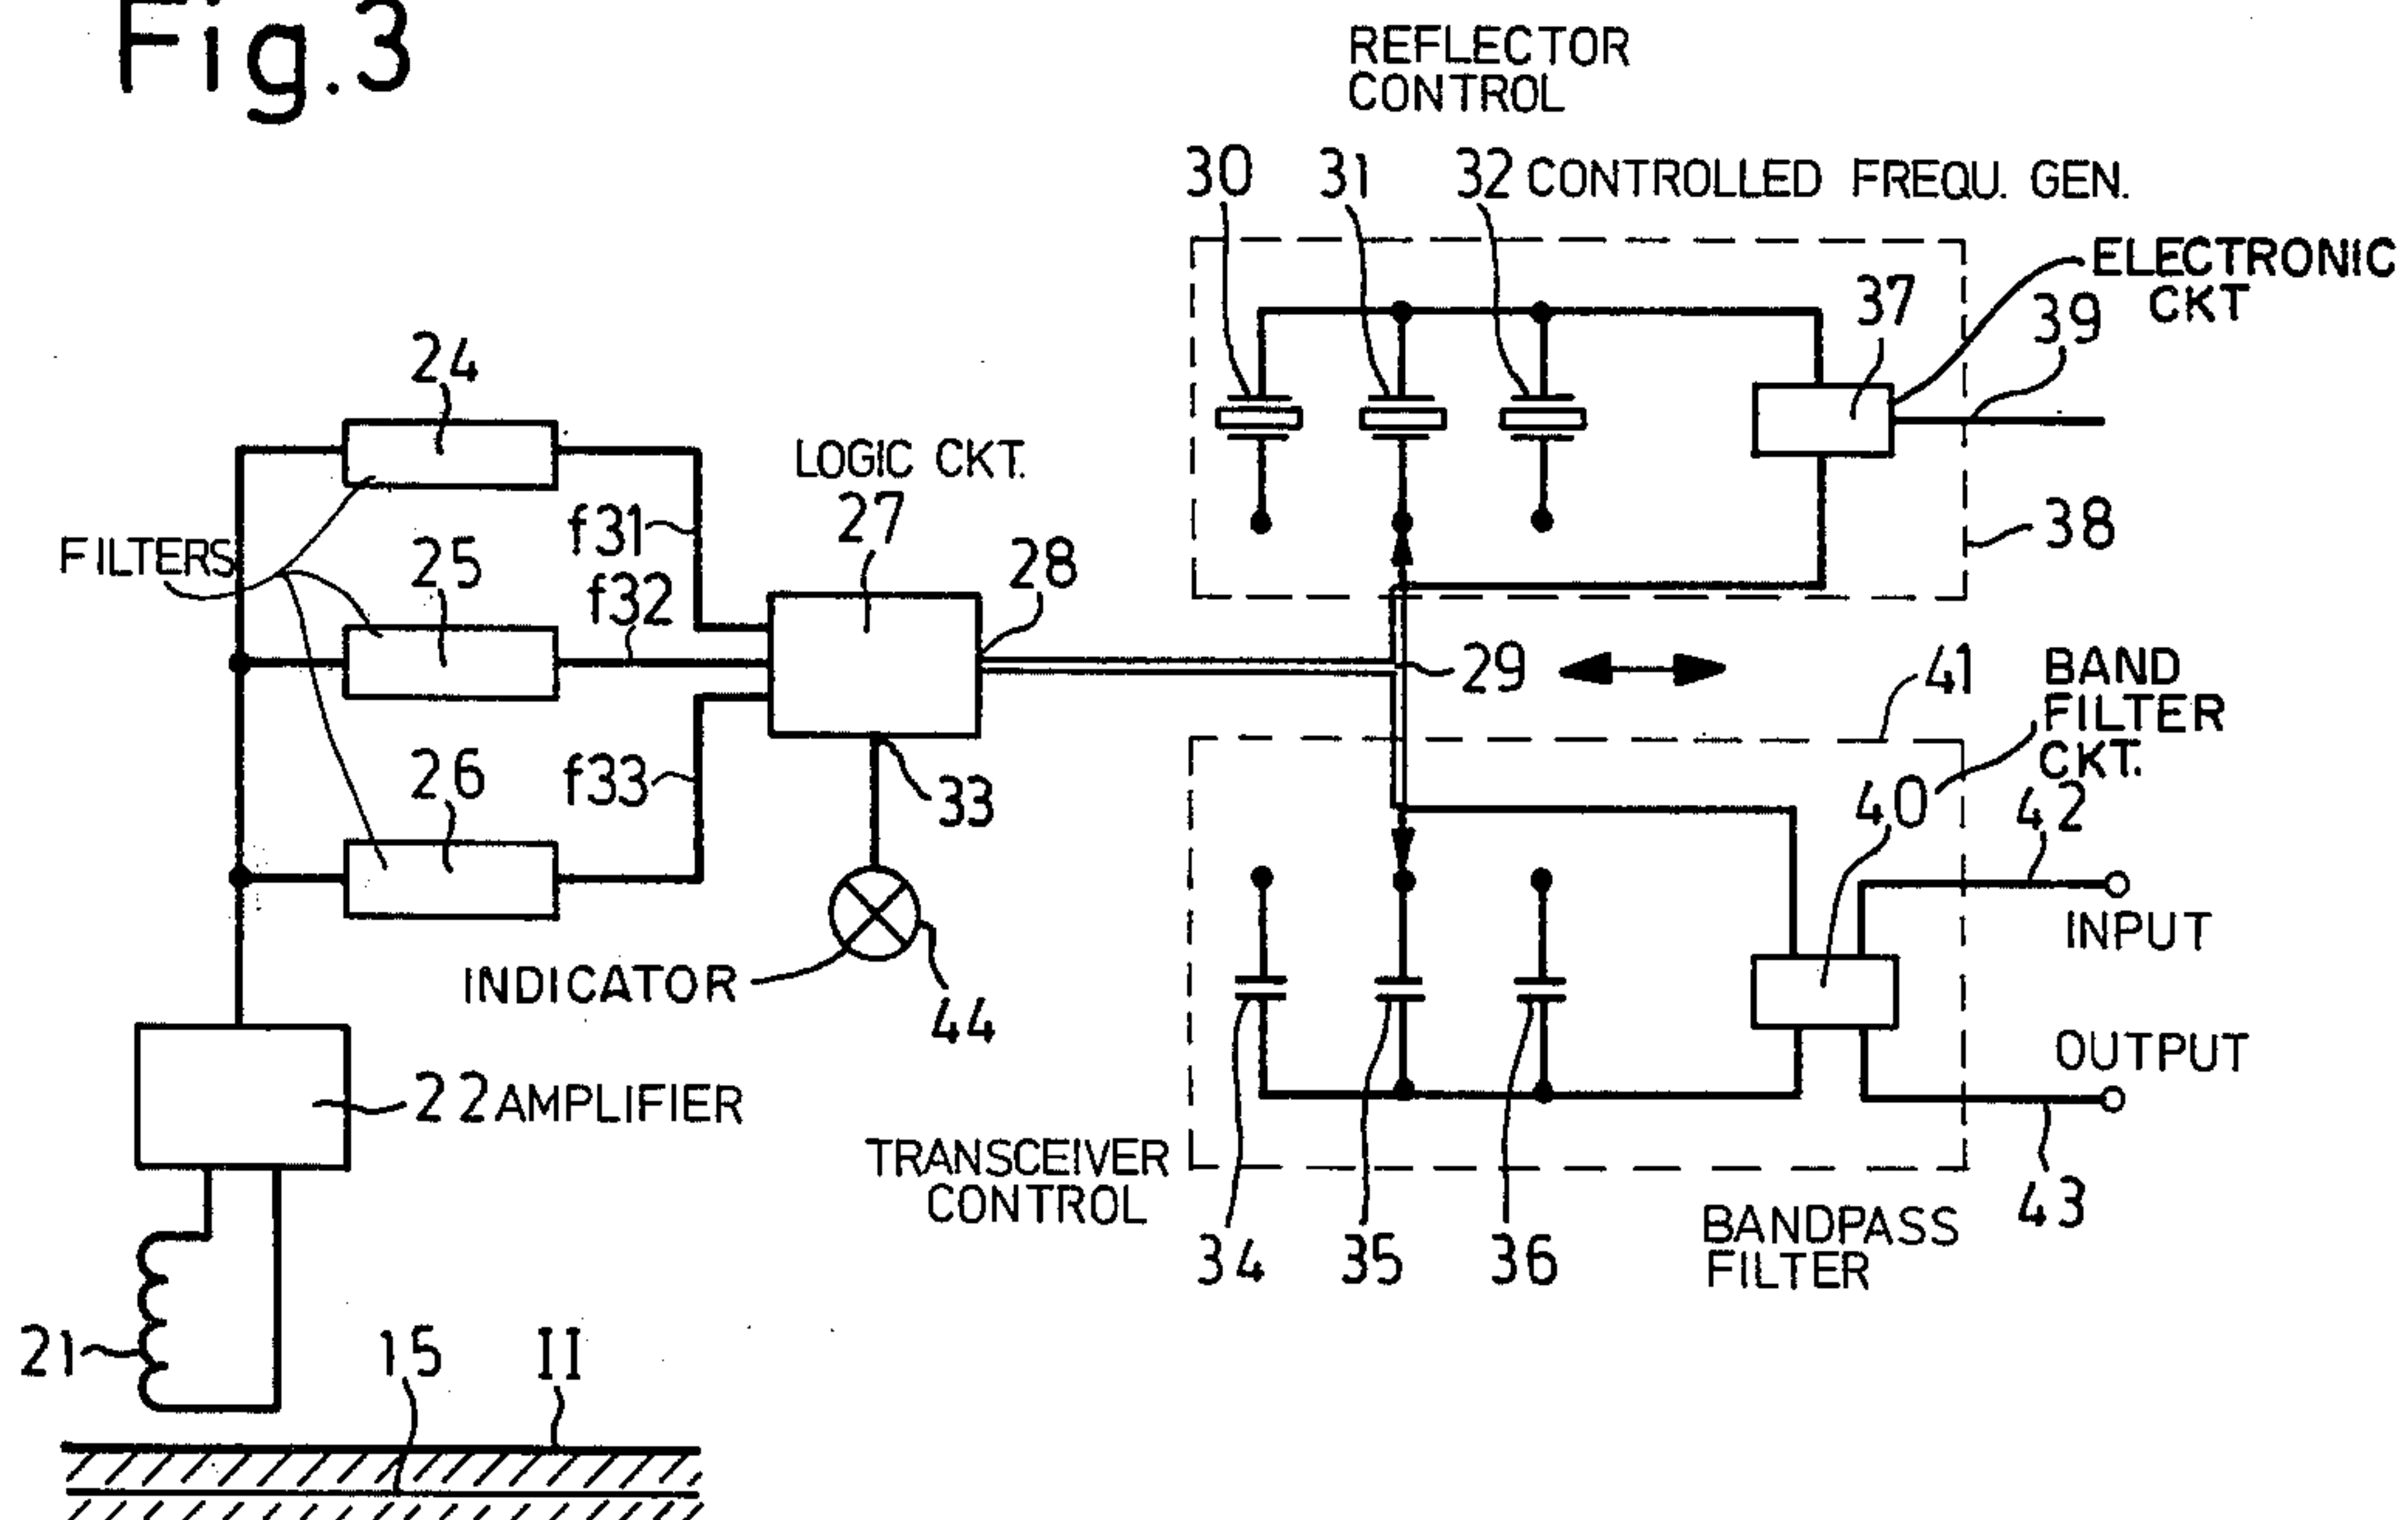 Fig.3
REFLECTOR
CONTROL
30
31
32 CONTROLLED FREQU. GEN.
ELECTRONIC
CKT
37
39
24
LOGIC CKT.
27
f31
38
FILTERS
25
28
f32
29
41
BAND
FILTER
CKT.
26
f33
33
40
42
INPUT
INDICATOR
44
OUTPUT
22 AMPLIFIER
TRANSCEIVER
CONTROL
43
34
35
36
BANDPASS
FILTER
21
15
II